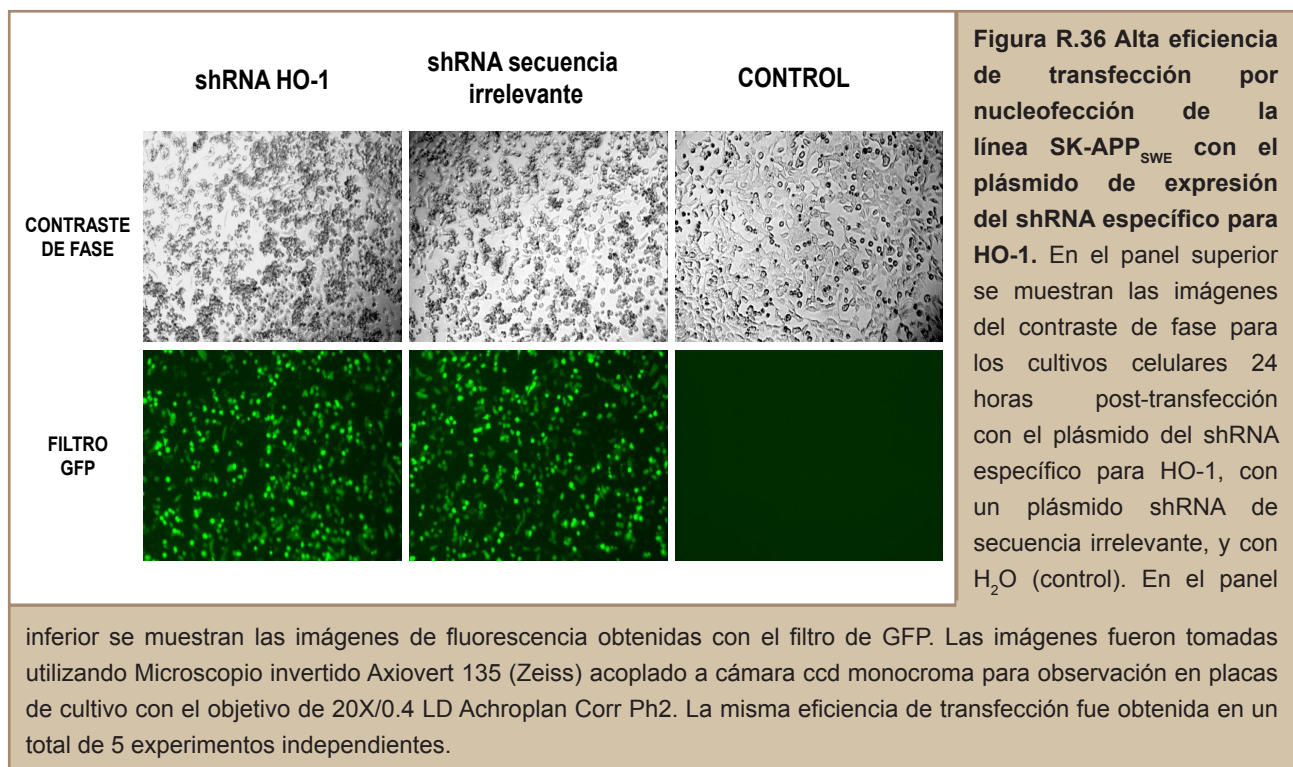 shRNA HO-1
shRNA secuencia
irrelevante
CONTROL
CONTRASTE
DE FASE
FILTRO
GFP
Figura R.36 Alta eficiencia
de transfección por
nucleofección de la
línea SK-APPSWE con el
plásmido de expresión
del shRNA específico para
HO-1. En el panel superior
se muestran las imágenes
del contraste de fase para
los cultivos celulares 24
horas post-transfección
con el plásmido del shRNA
específico para HO-1, con
un plásmido shRNA de
secuencia irrelevante, y con
H2O (control). En el panel
inferior se muestran las imágenes de fluorescencia obtenidas con el filtro de GFP. Las imágenes fueron tomadas
utilizando Microscopio invertido Axiovert 135 (Zeiss) acoplado a cámara ccd monocroma para observación en placas
de cultivo con el objetivo de 20X/0.4 LD Achroplan Corr Ph2. La misma eficiencia de transfección fue obtenida en un
total de 5 experimentos independientes.